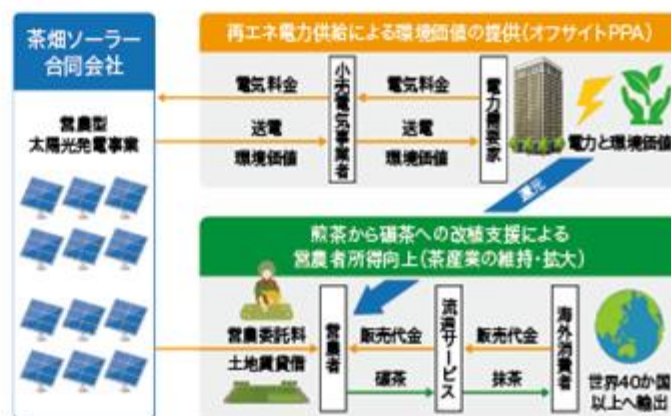 茶畑ソーラー
合同会社
営農型
太陽光発電事業
再エネ電力供給による環境価値の提供(オフサイトPPA)
電気料金
送電
環境価値
小売電気事業者
電気料金
送電
環境価値
電力需要家
電力と環境価値
還元
煎茶から碾茶への改植支援による
営農者所得向上(茶産業の維持・拡大)
営農委託料
土地賃貸借
営農者
販売代金
碾茶
流通サービス
販売代金
抹茶
海外消費者
世界40か国
以上へ輸出